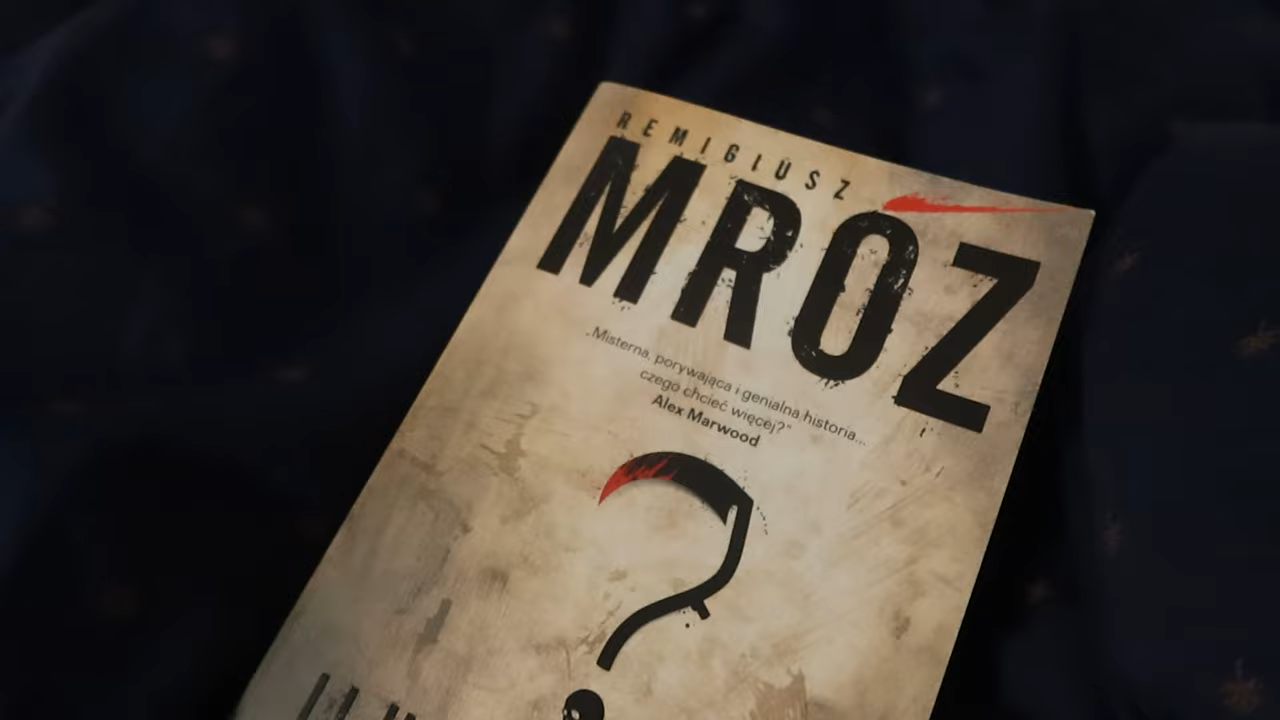 REMIGIUSZ
MRÓZ
„Misterna, porywająca i genialna historia...
czego chcieć więcej?”
Alex Marwood